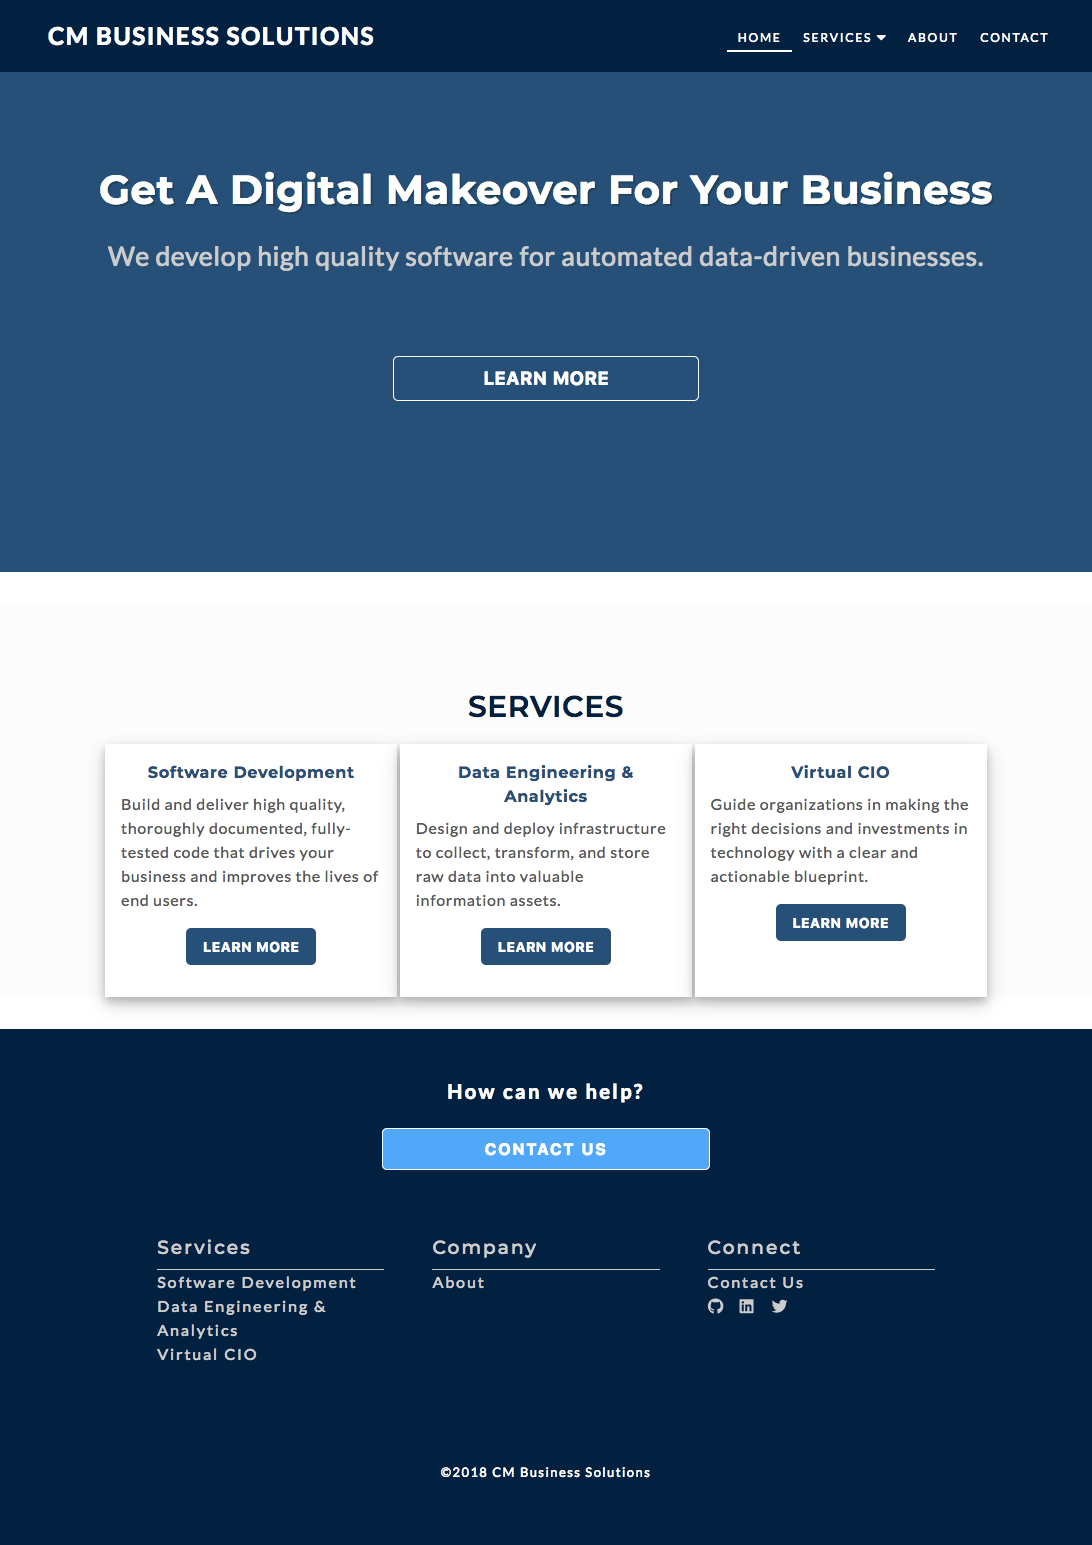 CM BUSINESS SOLUTIONS
HOME SERVICES ABOUT CONTACT
Get A Digital Makeover For Your Business
We develop high quality software for automated data-driven businesses.
LEARN MORE
SERVICES
Software Development
Build and deliver high quality,
thoroughly documented, fully-
tested code that drives your
business and improves the lives of
end users.
LEARN MORE
Data Engineering &
Analytics
Design and deploy infrastructure
to collect, transform, and store
raw data into valuable
information assets.
LEARN MORE
Virtual CIO
Guide organizations in making the
right decisions and investments in
technology with a clear and
actionable blueprint.
LEARN MORE
How can we help?
CONTACT US
Services
Software Development
Data Engineering &
Analytics
Virtual CIO
Company
About
Connect
Contact Us
©2018 CM Business Solutions